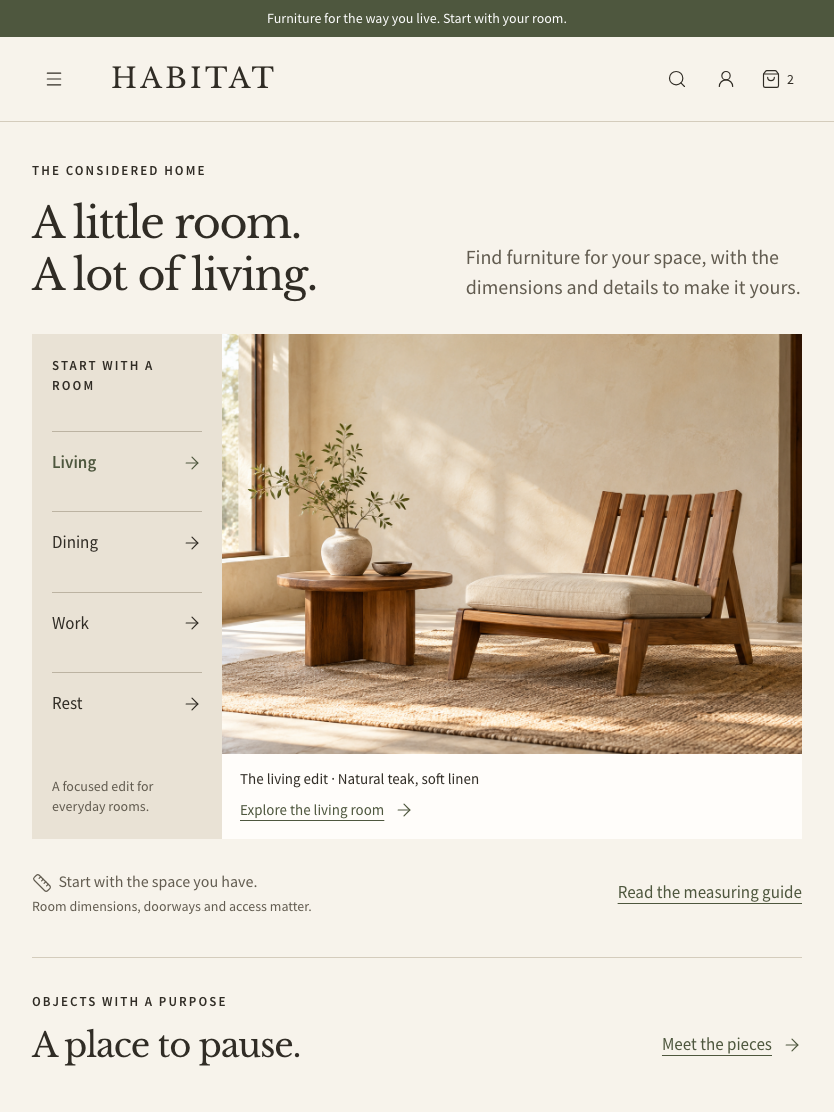 Furniture for the way you live. Start with your room.
HABITAT
2
THE CONSIDERED HOME
A little room.
A lot of living.
Find furniture for your space, with the
dimensions and details to make it yours.
START WITH A
ROOM
Living
Dining
Work
Rest
A focused edit for
everyday rooms.
The living edit · Natural teak, soft linen
Explore the living room
Start with the space you have.
Room dimensions, doorways and access matter.
Read the measuring guide
OBJECTS WITH A PURPOSE
A place to pause.
Meet the pieces